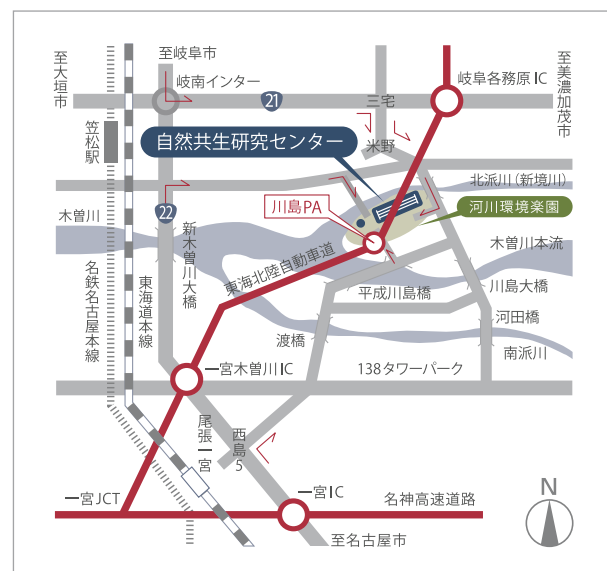 至岐阜市
至大垣市
岐南インター
21
岐阜各務原IC
至美濃加茂市
三宅
笠松駅
自然共生研究センター
米野
北派川（新境川）
川島PA
河川環境楽園
22
木曽川
新木曽川大橋
木曽川本流
東海北陸自動車道
名鉄名古屋本線
東海道本線
平成川島橋
川島大橋
河田橋
渡橋
南派川
一宮木曽川IC
138タワーパーク
尾張一宮
西島5
一宮JCT
一宮IC
名神高速道路
至名古屋市
N